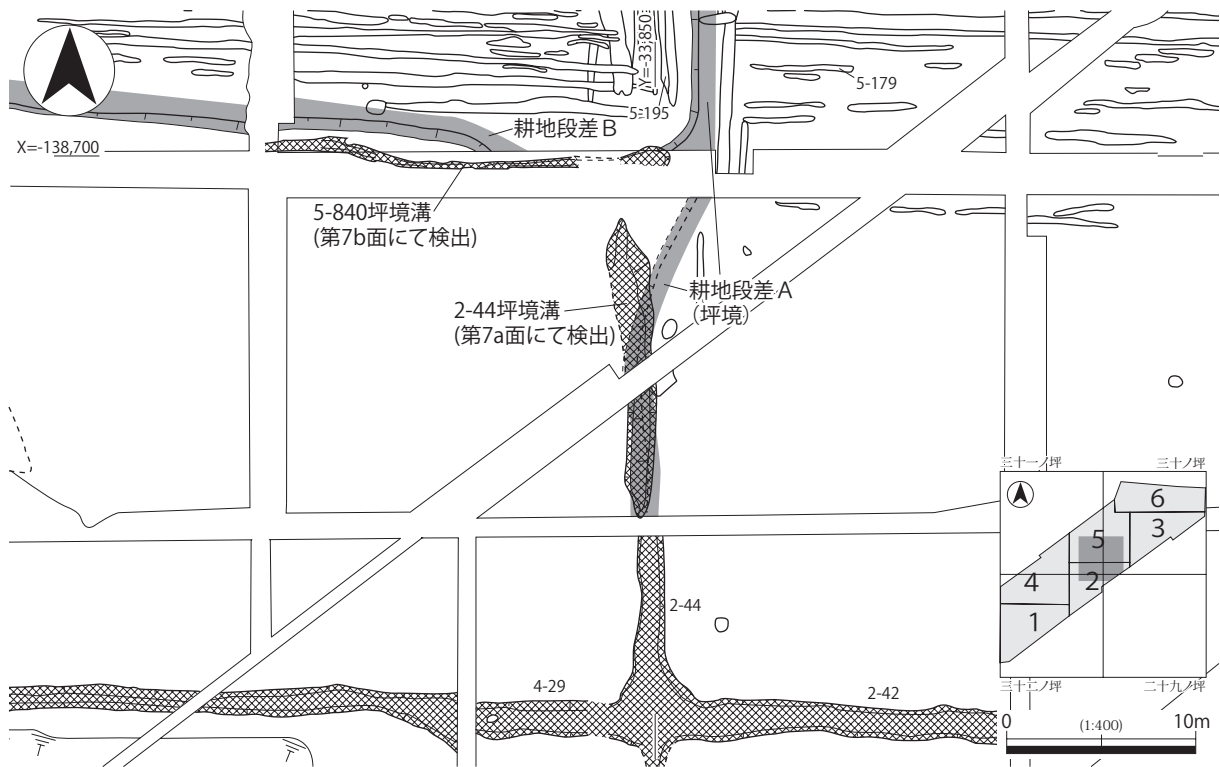 Y=-33,850
5-195
5-179
耕地段差B
X=-138,700
5-840坪境溝
(第7b面にて検出)
2-44坪境溝
(第7a面にて検出)
耕地段差A
(坪境)
三十一ノ坪
三十ノ坪
6
5
3
4
2
1
三十二ノ坪
二十九ノ坪
2-44
4-29
2-42
0
(1:400)
10m